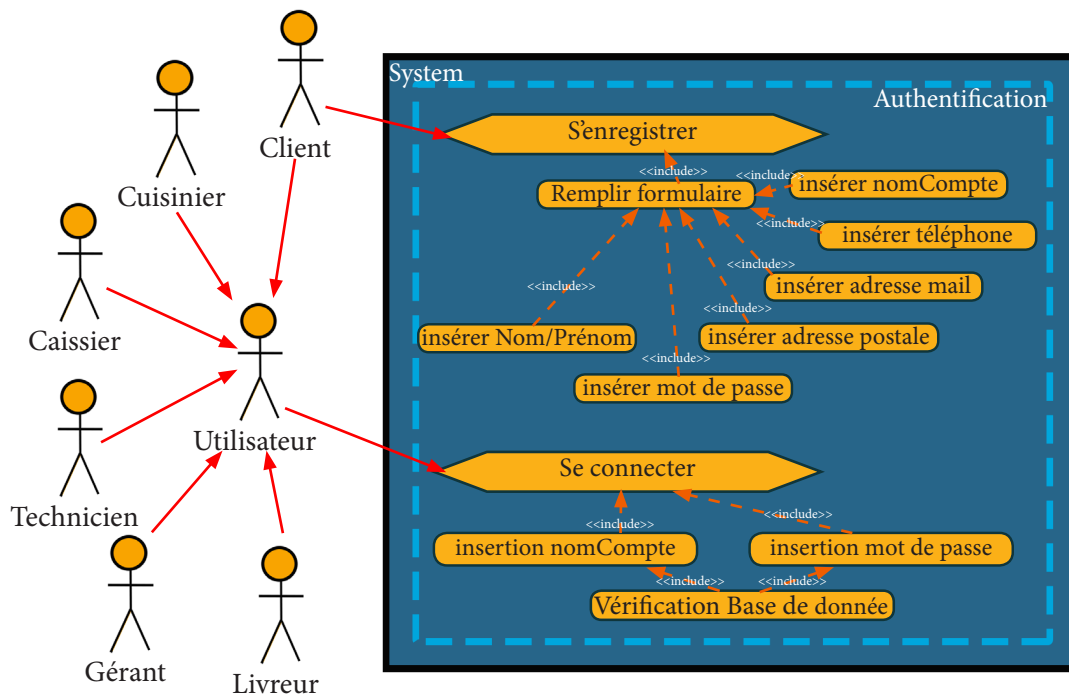 System
Authentification
S'enregistrer
<<include>>
<<include>>
Remplir formulaire
insérer nomCompte
<<include>>
insérer téléphone
<<include>>
<<include>>
<<include>>
insérer adresse mail
insérer Nom/Prénom
insérer adresse postale
<<include>>
insérer mot de passe
Se connecter
<<include>>
<<include>>
insertion nomCompte
insertion mot de passe
<<include>>
<<include>>
Vérification Base de donnée
Client
Cuisinier
Caissier
Utilisateur
Technicien
Gérant
Livreur